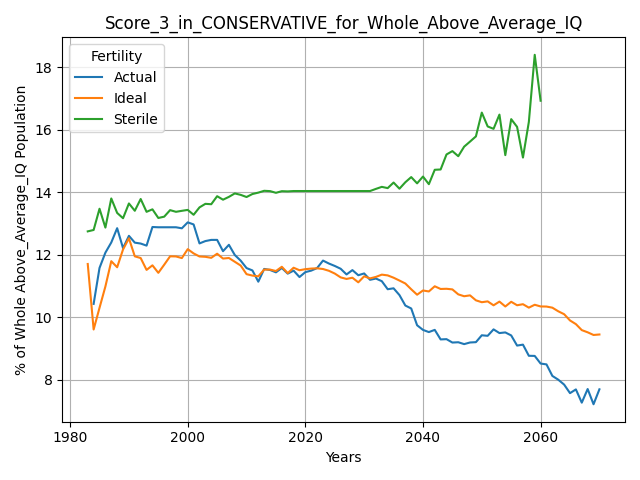 Score_3_in_CONSERVATIVE_for_Whole_Above_Average_IQ
Fertility
Actual
Ideal
Sterile
% of Whole Above_Average_IQ Population
18
16
14
12
10
8
1980
2000
2020
2040
2060
Years